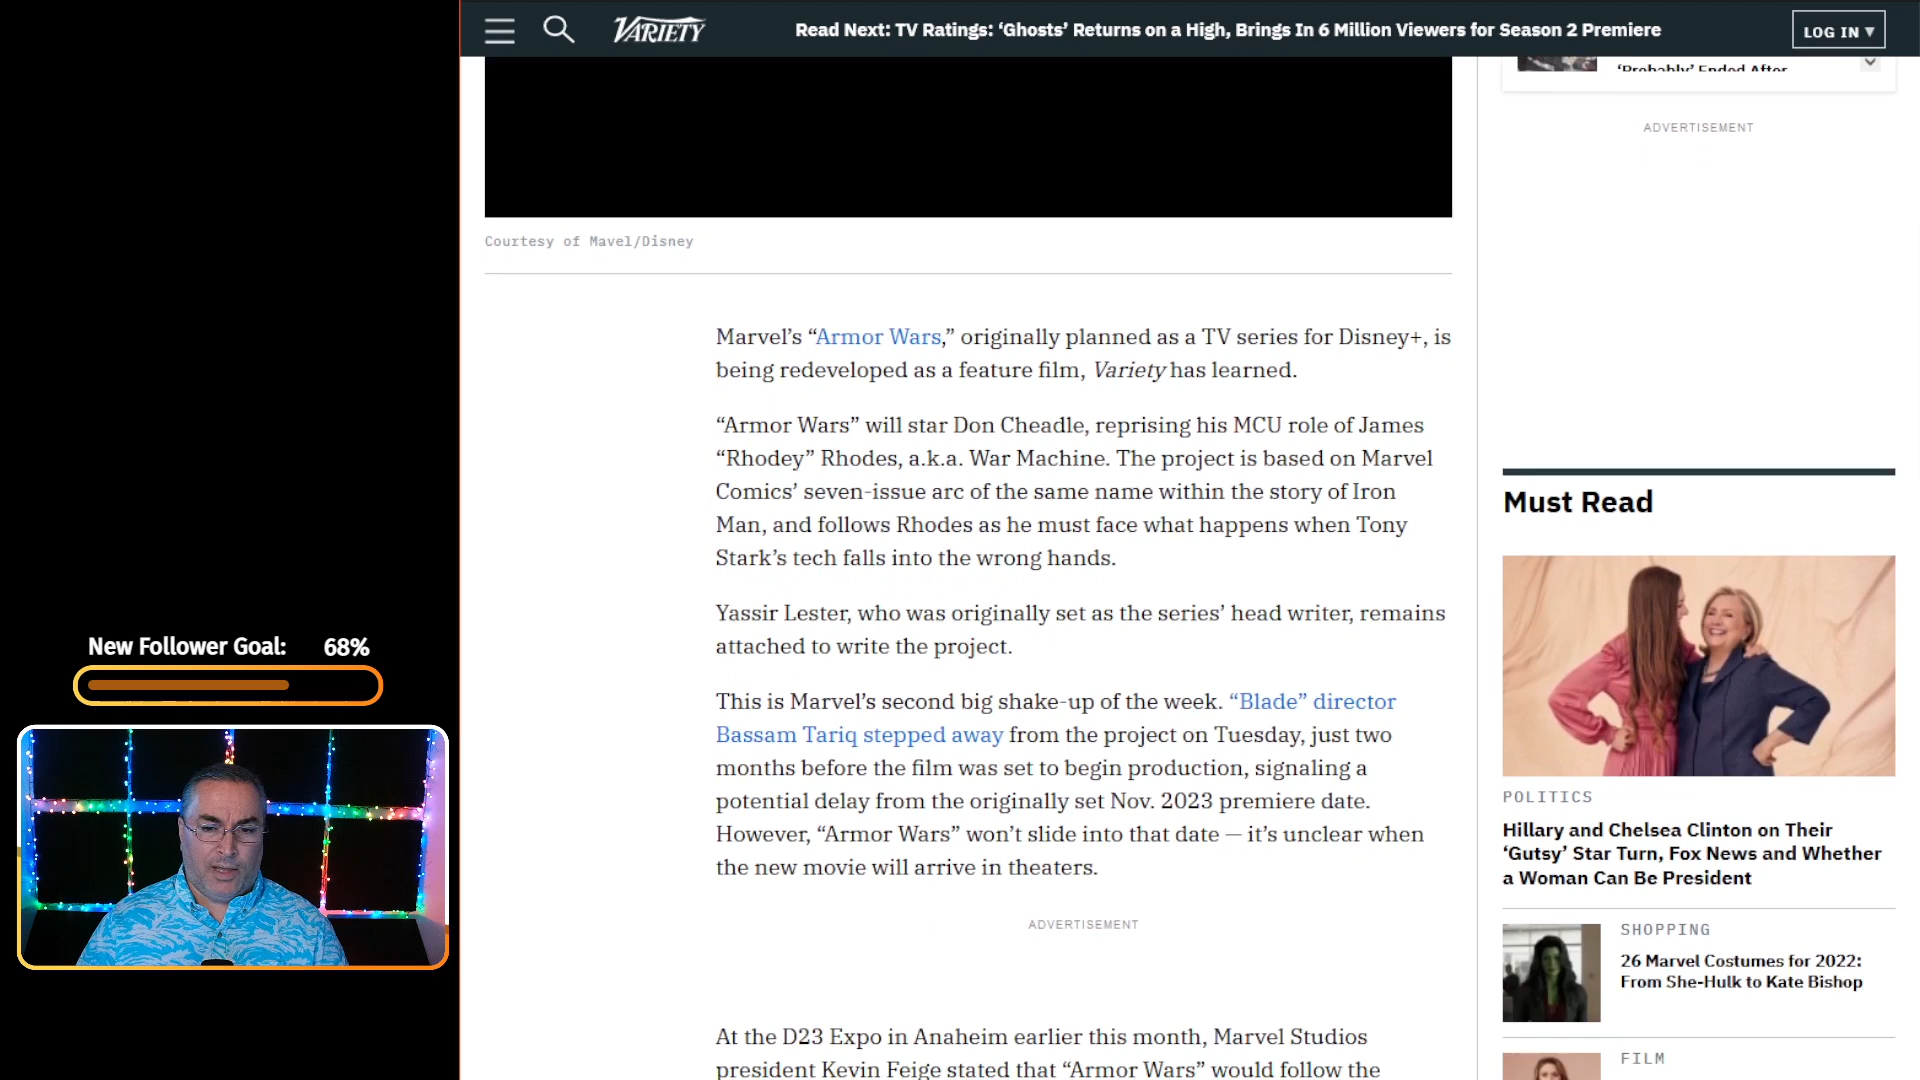 VARIETY
Read Next: TV Ratings: ‘Ghosts’ Returns on a High, Brings In 6 Million Viewers for Season 2 Premiere
LOG IN ▾
‘Probably’ Ended After
ADVERTISEMENT
Courtesy of Mavel/Disney
Marvel’s “Armor Wars,” originally planned as a TV series for Disney+, is
being redeveloped as a feature film, Variety has learned.
“Armor Wars” will star Don Cheadle, reprising his MCU role of James
“Rhodey” Rhodes, a.k.a. War Machine. The project is based on Marvel
Comics’ seven-issue arc of the same name within the story of Iron
Man, and follows Rhodes as he must face what happens when Tony
Stark’s tech falls into the wrong hands.
Yassir Lester, who was originally set as the series’ head writer, remains
attached to write the project.
This is Marvel’s second big shake-up of the week. “Blade” director
Bassam Tariq stepped away from the project on Tuesday, just two
months before the film was set to begin production, signaling a
potential delay from the originally set Nov. 2023 premiere date.
However, “Armor Wars” won’t slide into that date — it’s unclear when
the new movie will arrive in theaters.
ADVERTISEMENT
At the D23 Expo in Anaheim earlier this month, Marvel Studios
president Kevin Feige stated that “Armor Wars” would follow the
Must Read
POLITICS
Hillary and Chelsea Clinton on Their
‘Gutsy’ Star Turn, Fox News and Whether
a Woman Can Be President
SHOPPING
26 Marvel Costumes for 2022:
From She-Hulk to Kate Bishop
FILM
New Follower Goal: 68%